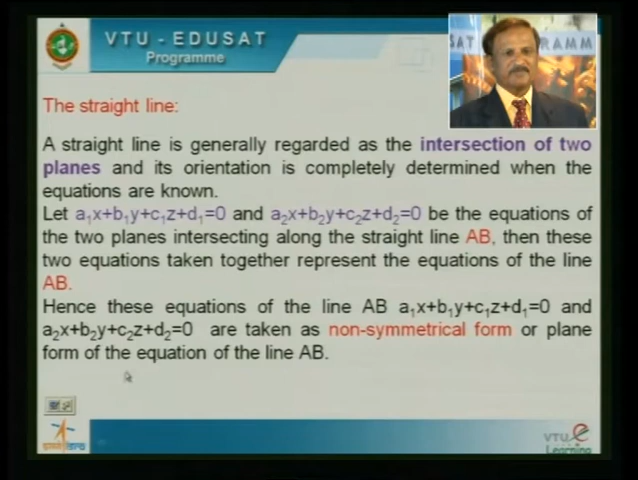 VTU - EDUSAT
Programme
SAT
RAMM
The straight line:
A straight line is generally regarded as the intersection of two
planes and its orientation is completely determined when the
equations are known.
Let a₁x+b₁y+c₁z+d₁=0 and a₂x+b₂y+c₂z+d₂=0 be the equations of
the two planes intersecting along the straight line AB, then these
two equations taken together represent the equations of the line
AB.
Hence these equations of the line AB a₁x+b₁y+c₁z+d₁=0 and
a₂x+b₂y+c₂z+d₂=0 are taken as non-symmetrical form or plane
form of the equation of the line AB.
VTU e
Learning